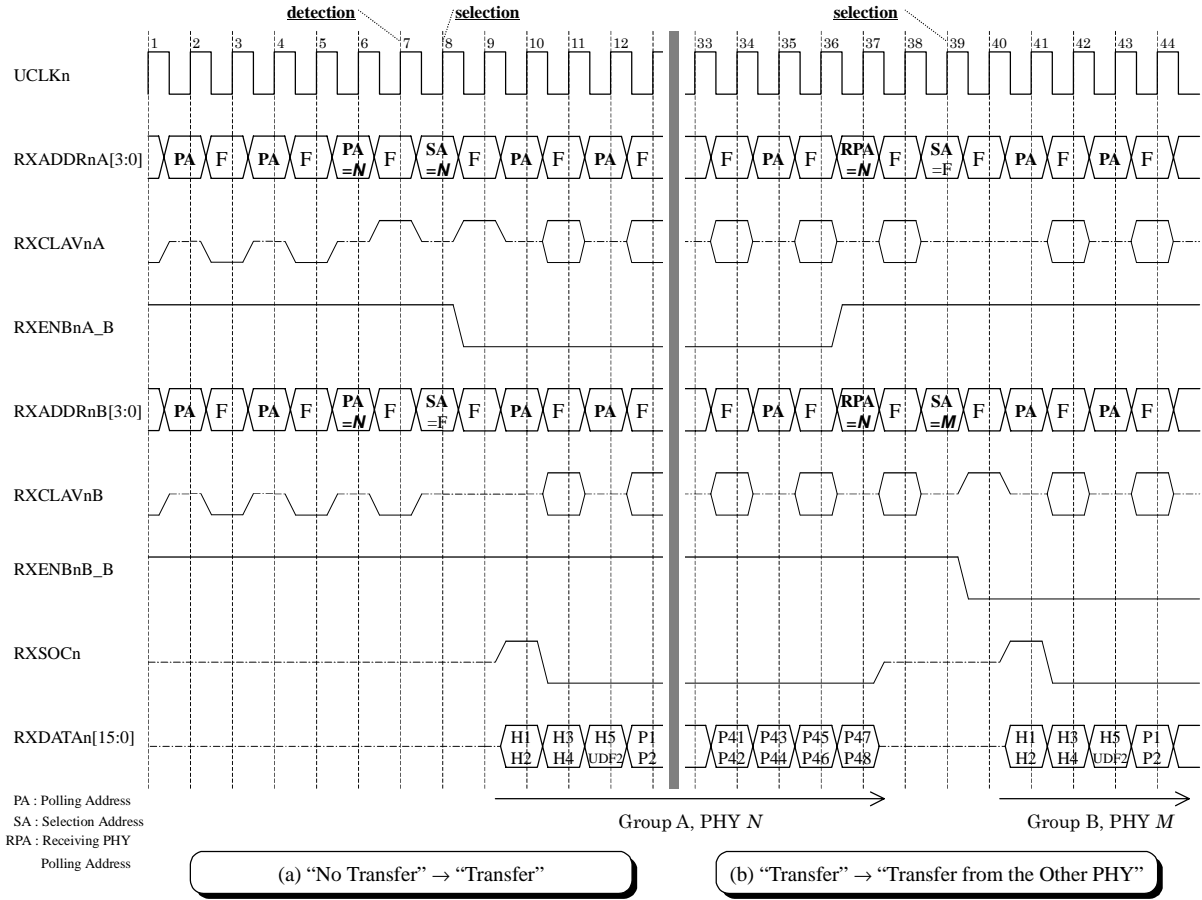 detection selection selection
1 2 3 4 5 6 7 8 9 10 11 12 33 34 35 36 37 38 39 40 41 42 43 44
UCLKn
RXADDRnA[3:0] PA F PA F PA =N F SA =N F PA F PA F F PA F RPA =N F SA =F F PA F PA F
RXCLAVnA
RXENBnA_B
RXADDRnB[3:0] PA F PA F PA =N F SA =F F PA F PA F F PA F RPA =N F SA =M F PA F PA F
RXCLAVnB
RXENBnB_B
RXSOCn
RXDATAn[15:0]
H1 H3 H5 P1 P41 P43 P45 P47 H1 H3 H5 P1
H2 H4 UDF2 P2 P42 P44 P46 P48 H2 H4 UDF2 P2
PA : Polling Address
SA : Selection Address
RPA : Receiving PHY
Polling Address
Group A, PHY N
Group B, PHY M
(a) “No Transfer” → “Transfer”
(b) “Transfer” → “Transfer from the Other PHY”